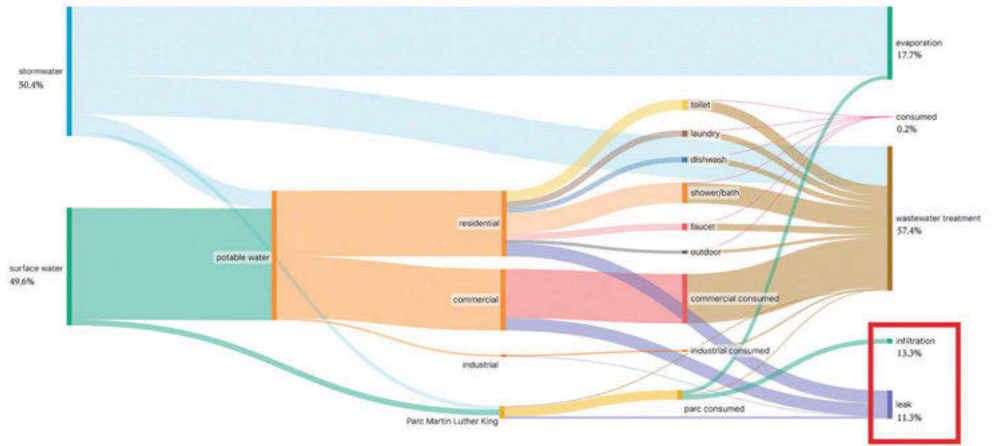 stormwater
50.4%
surface water
49.6%
potable water
residential
commercial
industrial
Parc Martin Luther King
toilet
laundry
dishwash
shower/bath
faucet
outdoor
commercial consumed
industrial consumed
parc consumed
evaporation
17.7%
consumed
0.2%
wastewater treatment
57.4%
infiltration
13.3%
leak
11.3%